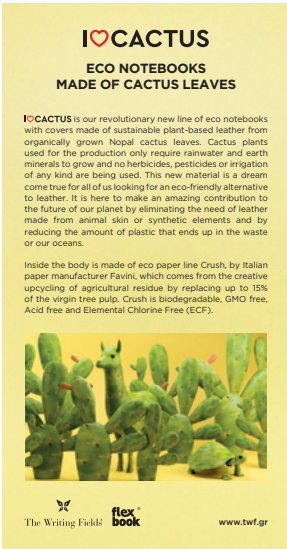 I♡CACTUS
ECO NOTEBOOKS
MADE OF CACTUS LEAVES
I♡CACTUS is our revolutionary new line of eco notebooks
with covers made of sustainable plant-based leather from
organically grown Nopal cactus leaves. Cactus plants
used for the production only require rainwater and earth
minerals to grow and no herbicides, pesticides or irrigation
of any kind are being used. This new material is a dream
come true for all of us looking for an eco-friendly alternative
to leather. It is here to make an amazing contribution to
the future of our planet by eliminating the need of leather
made from animal skin or synthetic elements and by
reducing the amount of plastic that ends up in the waste
or our oceans.
Inside the body is made of eco paper line Crush, by Italian
paper manufacturer Favini, which comes from the creative
upcycling of agricultural residue by replacing up to 15%
of the virgin tree pulp. Crush is biodegradable, GMO free,
Acid free and Elemental Chlorine Free (ECF).
The Writing Fields®
flex®
book
www.twf.gr